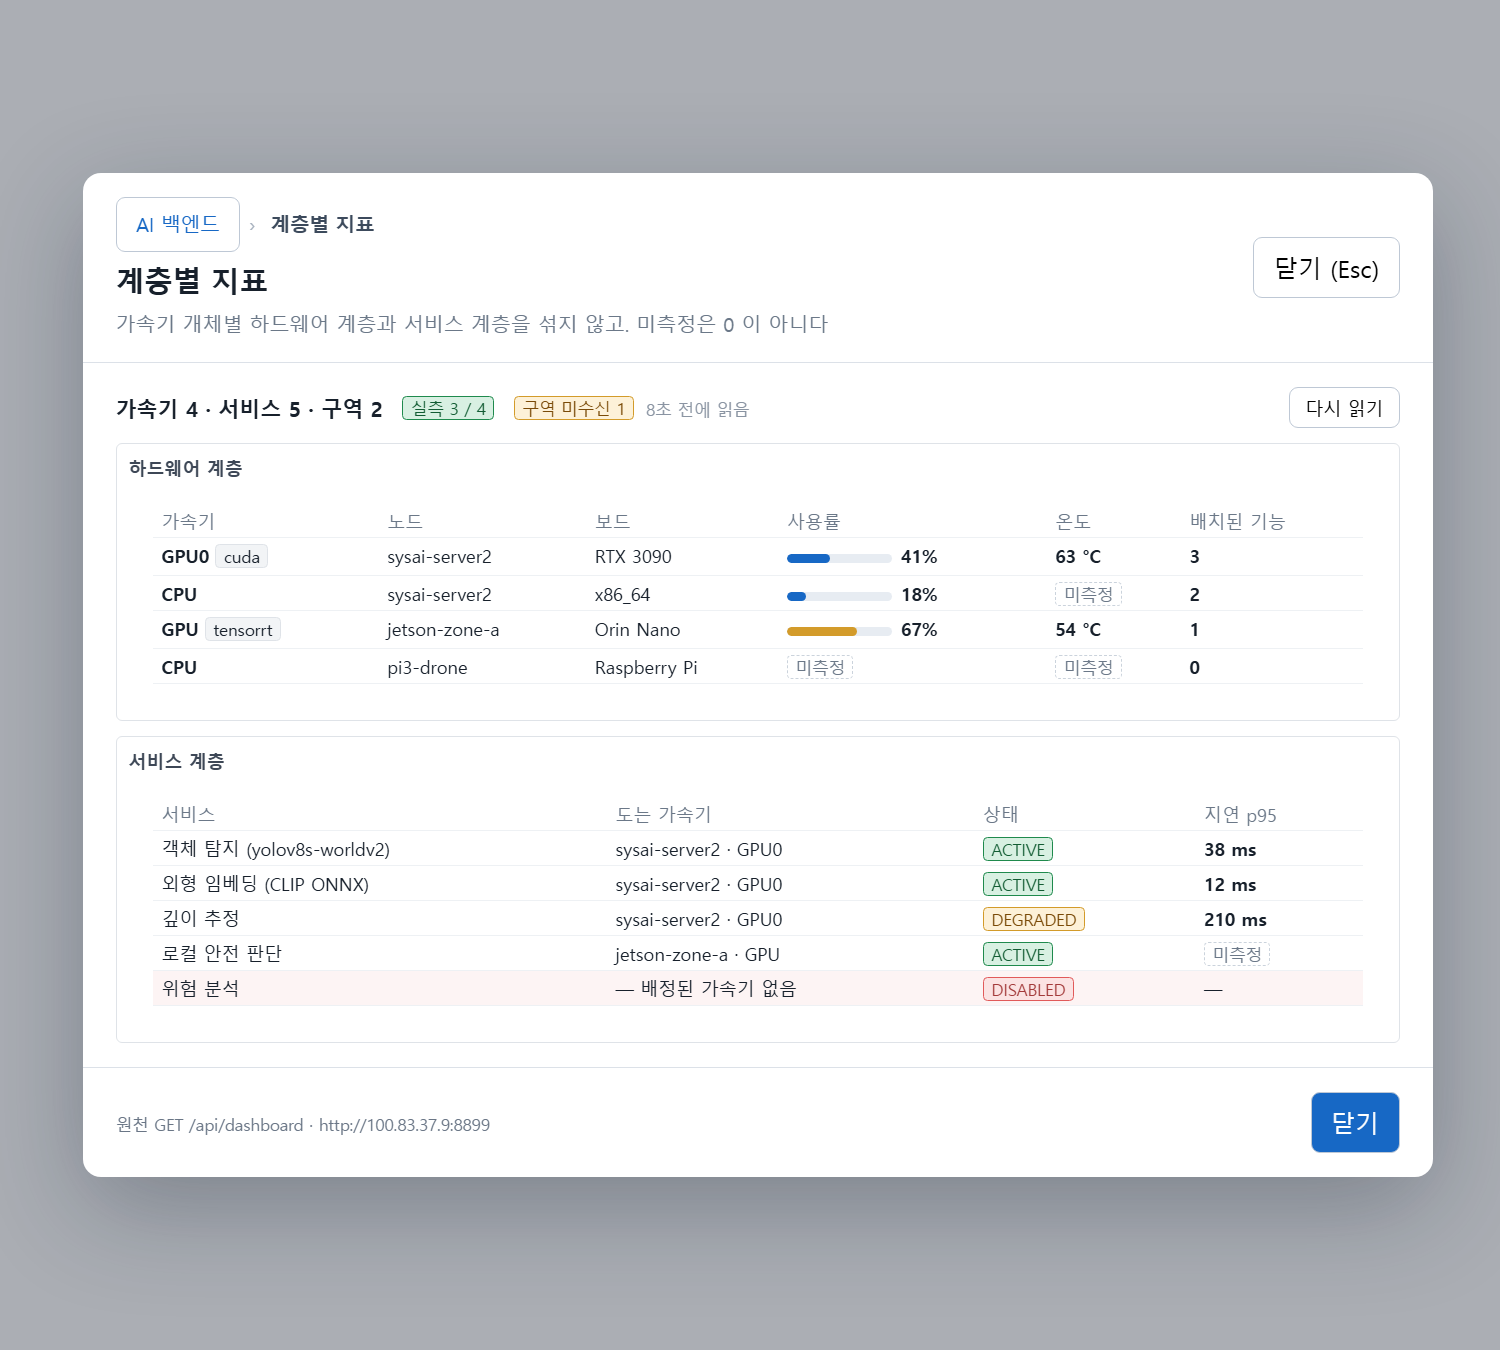 AI 백엔드 › 계층별 지표
닫기 (Esc)
계층별 지표
가속기 개체별 하드웨어 계층과 서비스 계층을 섞지 않고. 미측정은 0 이 아니다
가속기 4 · 서비스 5 · 구역 2 실측 3 / 4 구역 미수신 1 8초 전에 읽음 다시 읽기
하드웨어 계층
가속기 노드 보드 사용률 온도 배치된 기능
GPU0 cuda sysai-server2 RTX 3090 41% 63 °C 3
CPU sysai-server2 x86_64 18% 미측정 2
GPU tensorrt jetson-zone-a Orin Nano 67% 54 °C 1
CPU pi3-drone Raspberry Pi 미측정 미측정 0
서비스 계층
서비스 도는 가속기 상태 지연 p95
객체 탐지 (yolov8s-worldv2) sysai-server2 · GPU0 ACTIVE 38 ms
외형 임베딩 (CLIP ONNX) sysai-server2 · GPU0 ACTIVE 12 ms
깊이 추정 sysai-server2 · GPU0 DEGRADED 210 ms
로컬 안전 판단 jetson-zone-a · GPU ACTIVE 미측정
위험 분석 — 배정된 가속기 없음 DISABLED —
원천 GET /api/dashboard · http://100.83.37.9:8899
닫기